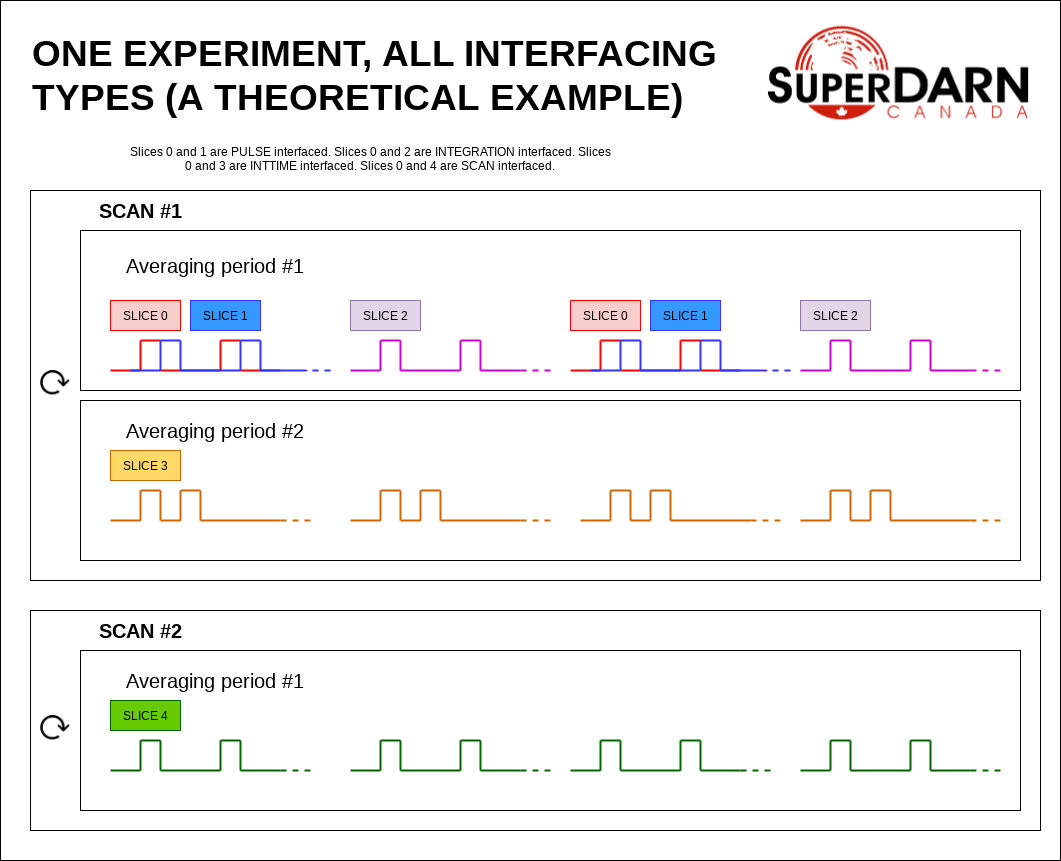 ONE EXPERIMENT, ALL INTERFACING
TYPES (A THEORETICAL EXAMPLE)
SUPERDARN
CANADA
Slices 0 and 1 are PULSE interfaced. Slices 0 and 2 are INTEGRATION interfaced. Slices
0 and 3 are INTTIME interfaced. Slices 0 and 4 are SCAN interfaced.
SCAN #1
Averaging period #1
SLICE 0 SLICE 1 SLICE 2 SLICE 0 SLICE 1 SLICE 2
Averaging period #2
SLICE 3
SCAN #2
Averaging period #1
SLICE 4